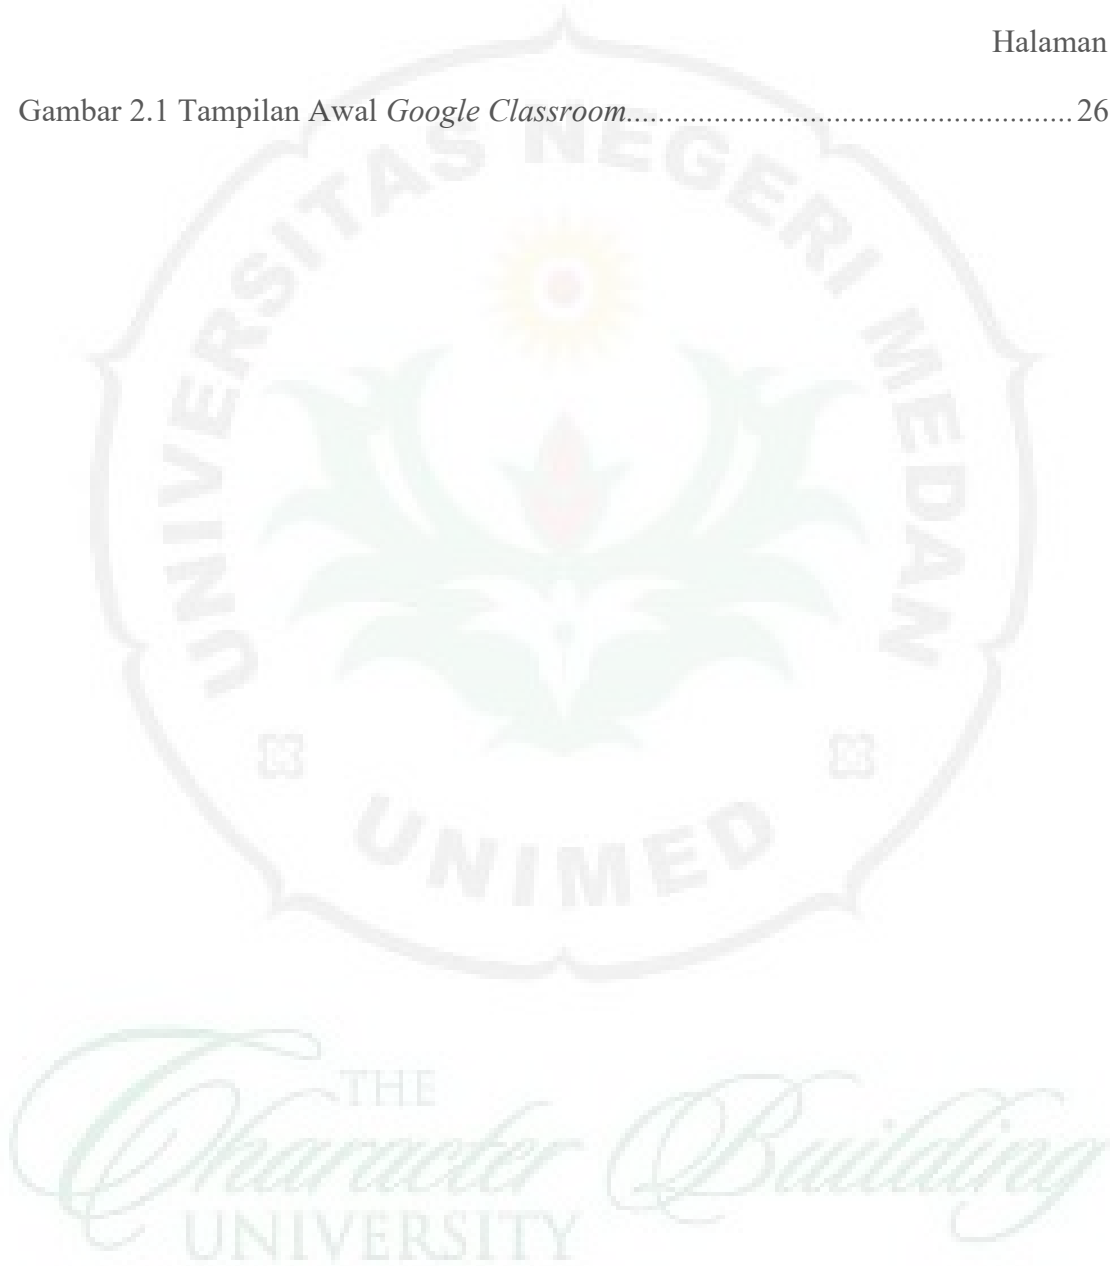 Halaman
Gambar 2.1 Tampilan Awal Google Classroom........................................................ 26
UNIVERSITAS NEGERI MEDAN
UNIMED
THE
Character Building
UNIVERSITY